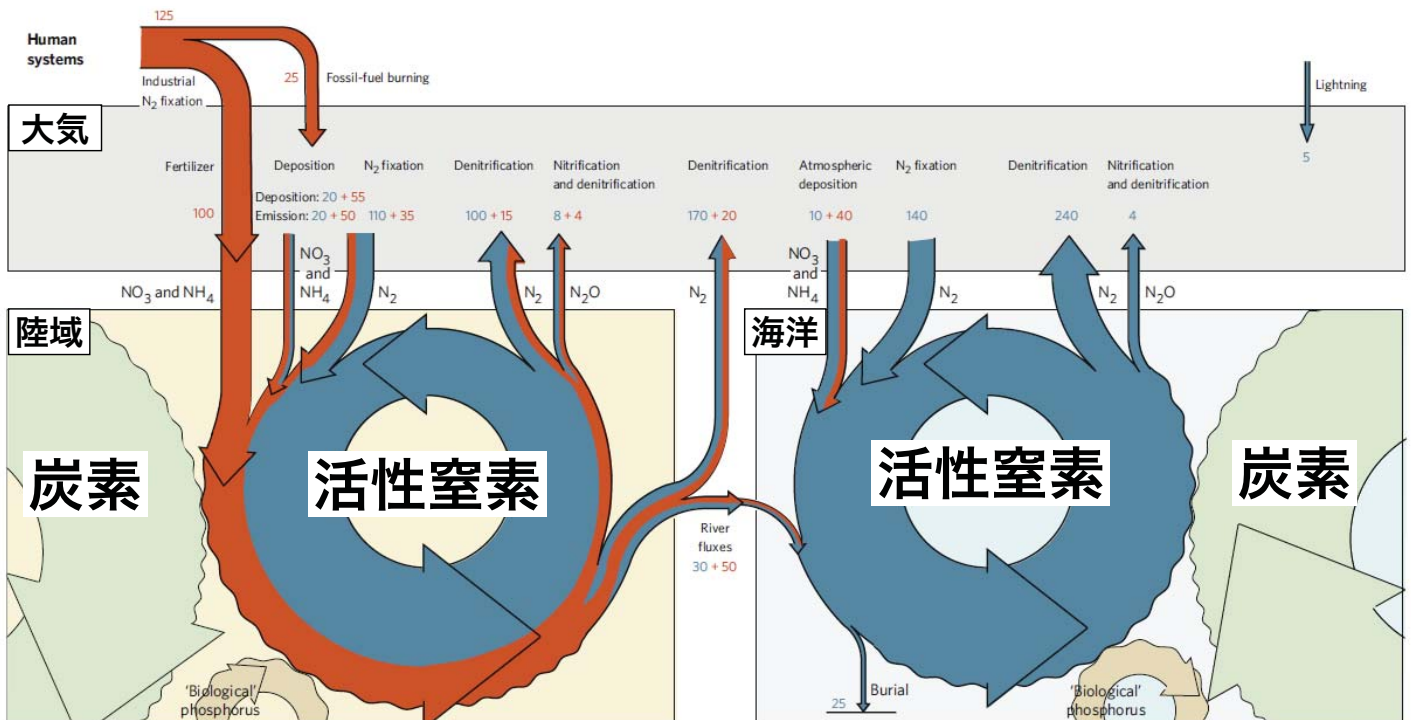 125
Human
systems
Industrial
N2 fixation
25
Fossil-fuel burning
Lightning
大気
5
Fertilizer
Deposition
N2 fixation
Denitrification
Nitrification
and denitrification
Denitrification
Atmospheric
deposition
N2 fixation
Denitrification
Nitrification
and denitrification
Deposition: 20 + 55
100
Emission: 20 + 50
110 + 35
100 + 15
8 + 4
170 + 20
10 + 40
140
240
4
NO3
and
NH4
NO3
and
NH4
NO3 and NH4
N2
N2
N2O
N2
N2
N2
N2O
陸域
海洋
炭素
活性窒素
活性窒素
炭素
River
fluxes
30 + 50
'Biological'
phosphorus
Burial
25
'Biological'
phosphorus